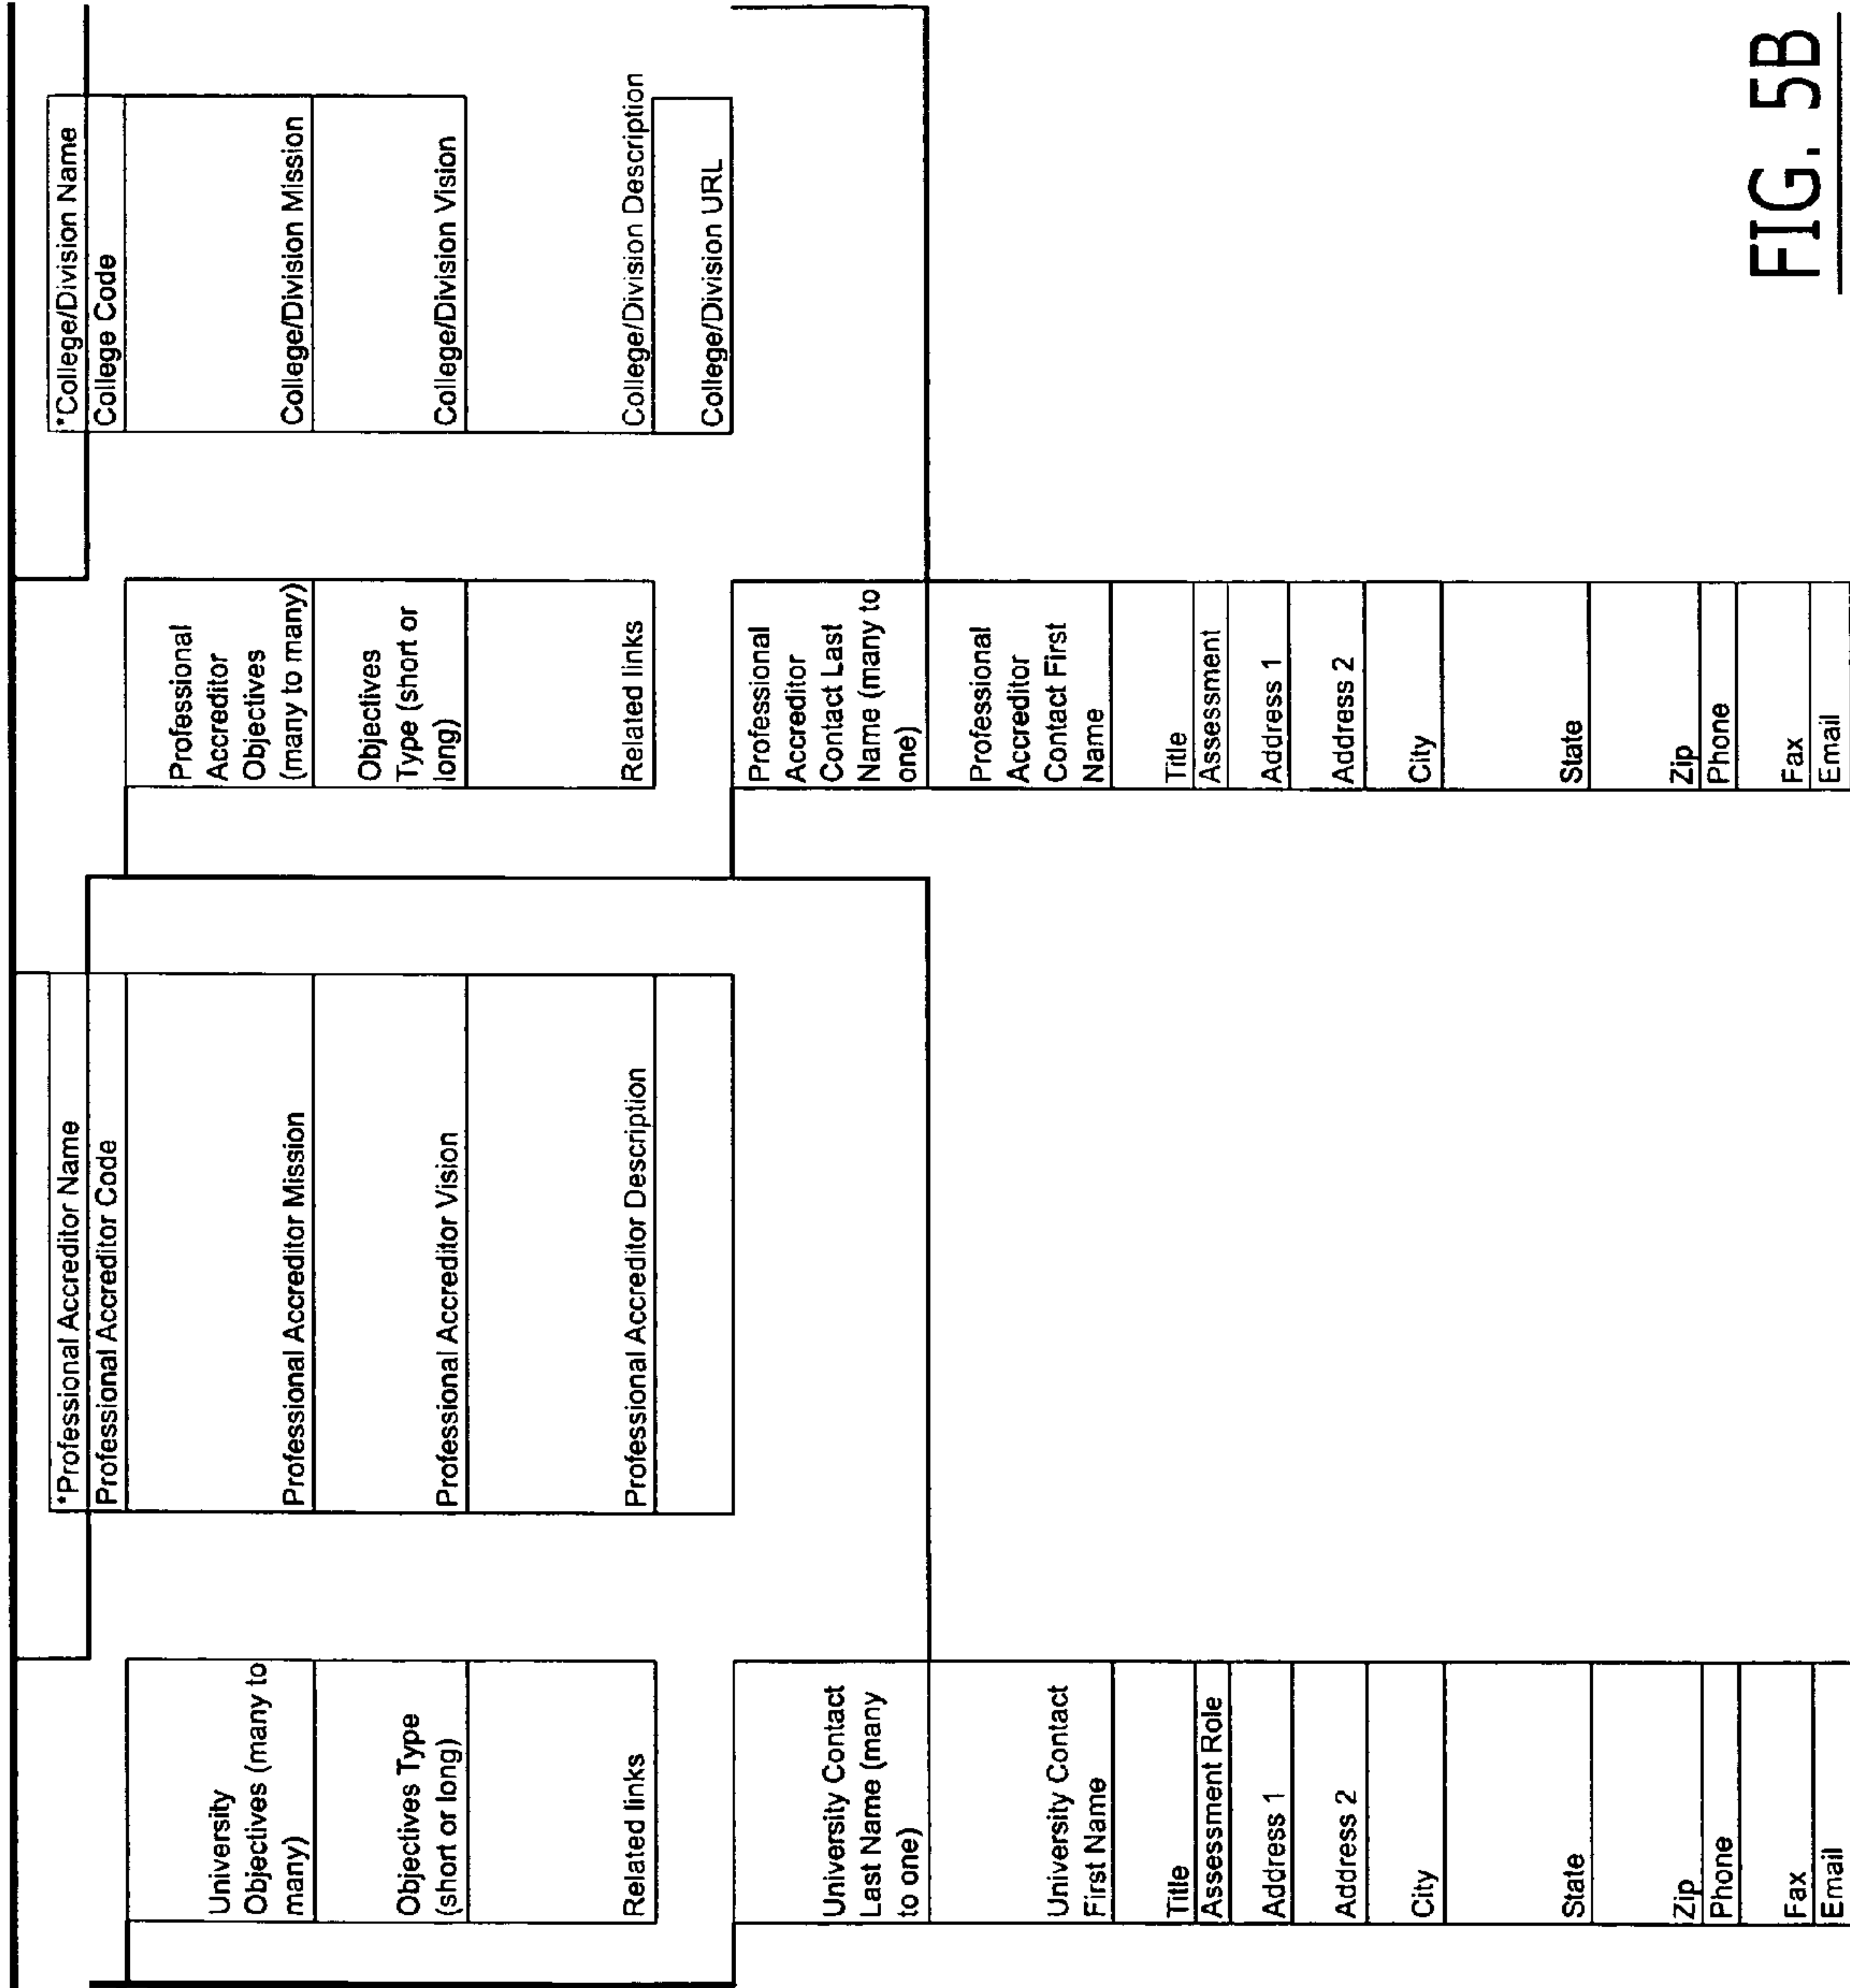 University
Objectives (many to
many)
Objectives Type
(short or long)
Related links
University Contact
Last Name (many
to one)
University Contact
First Name
Title
Assessment Role
Address 1
Address 2
City
State
Zip
Phone
Fax
Email
*Professional Accreditor Name
Professional Accreditor Code
Professional Accreditor Mission
Professional Accreditor Vision
Professional Accreditor Description
Professional
Accreditor
Objectives
(many to many)
Objectives
Type (short or
long)
Related links
Professional
Accreditor
Contact Last
Name (many to
one)
Professional
Accreditor
Contact First
Name
Title
Assessment
Address 1
Address 2
City
State
Zip
Phone
Fax
Email
*College/Division Name
College Code
College/Division Mission
College/Division Vision
College/Division Description
College/Division URL
FIG. 5B